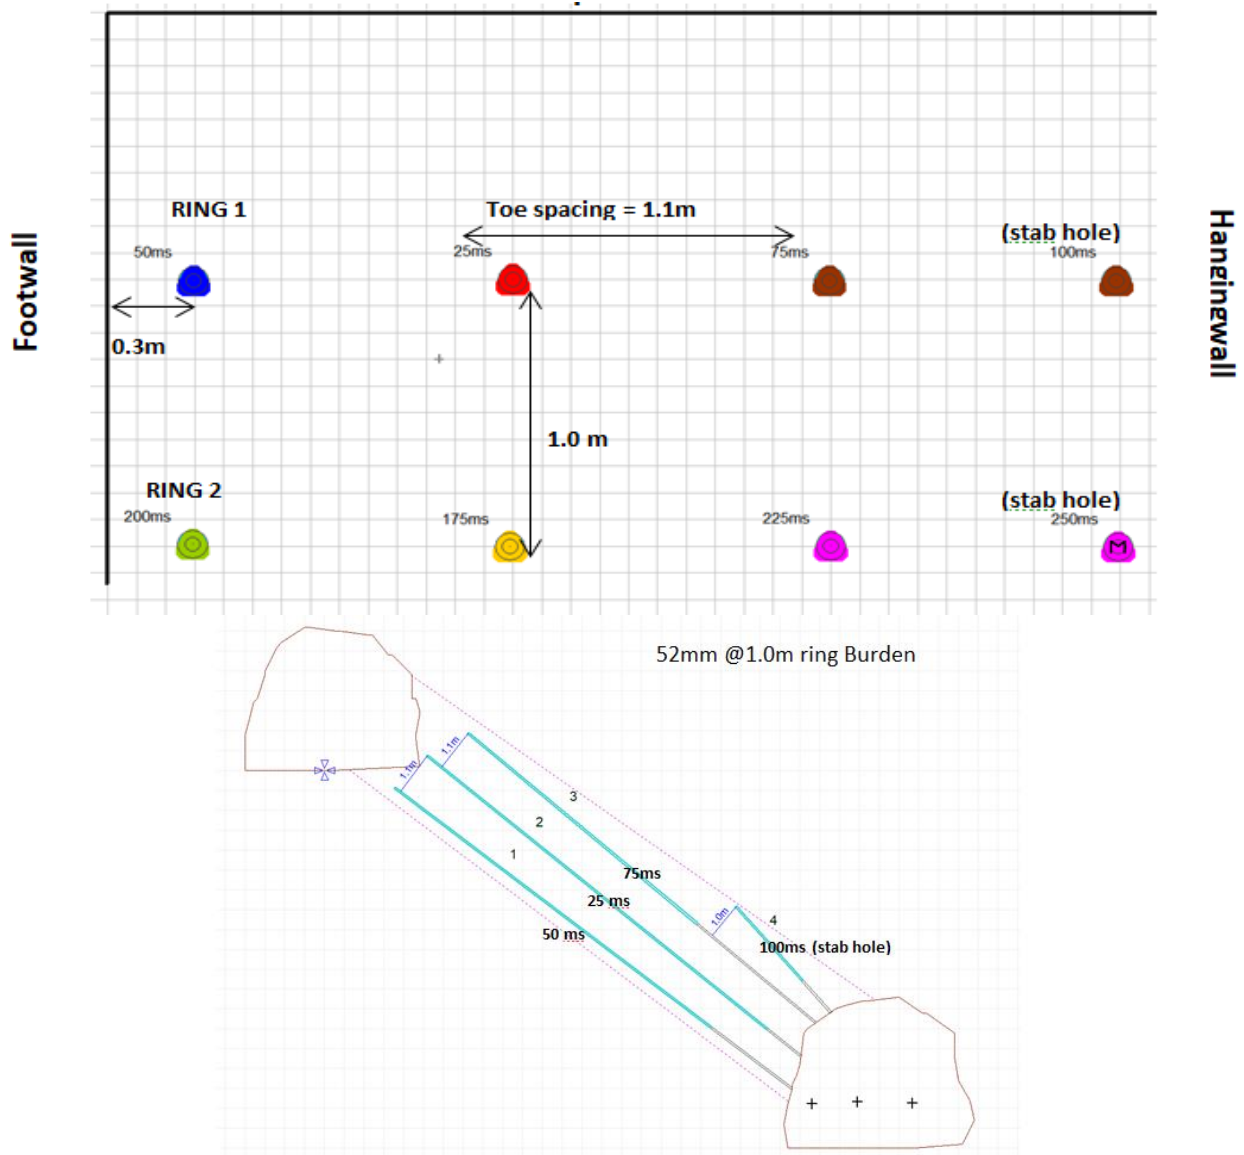 RING 1
Toe spacing = 1.1m
(stab hole)
50ms
25ms
75ms
100ms
Footwall
Hangingwall
0.3m
1.0 m
RING 2
(stab hole)
200ms
175ms
225ms
250ms
M
52mm @1.0m ring Burden
1.1m
1.1m
3
2
1
75ms
25 ms
50 ms
1.0m
4
100ms (stab hole)